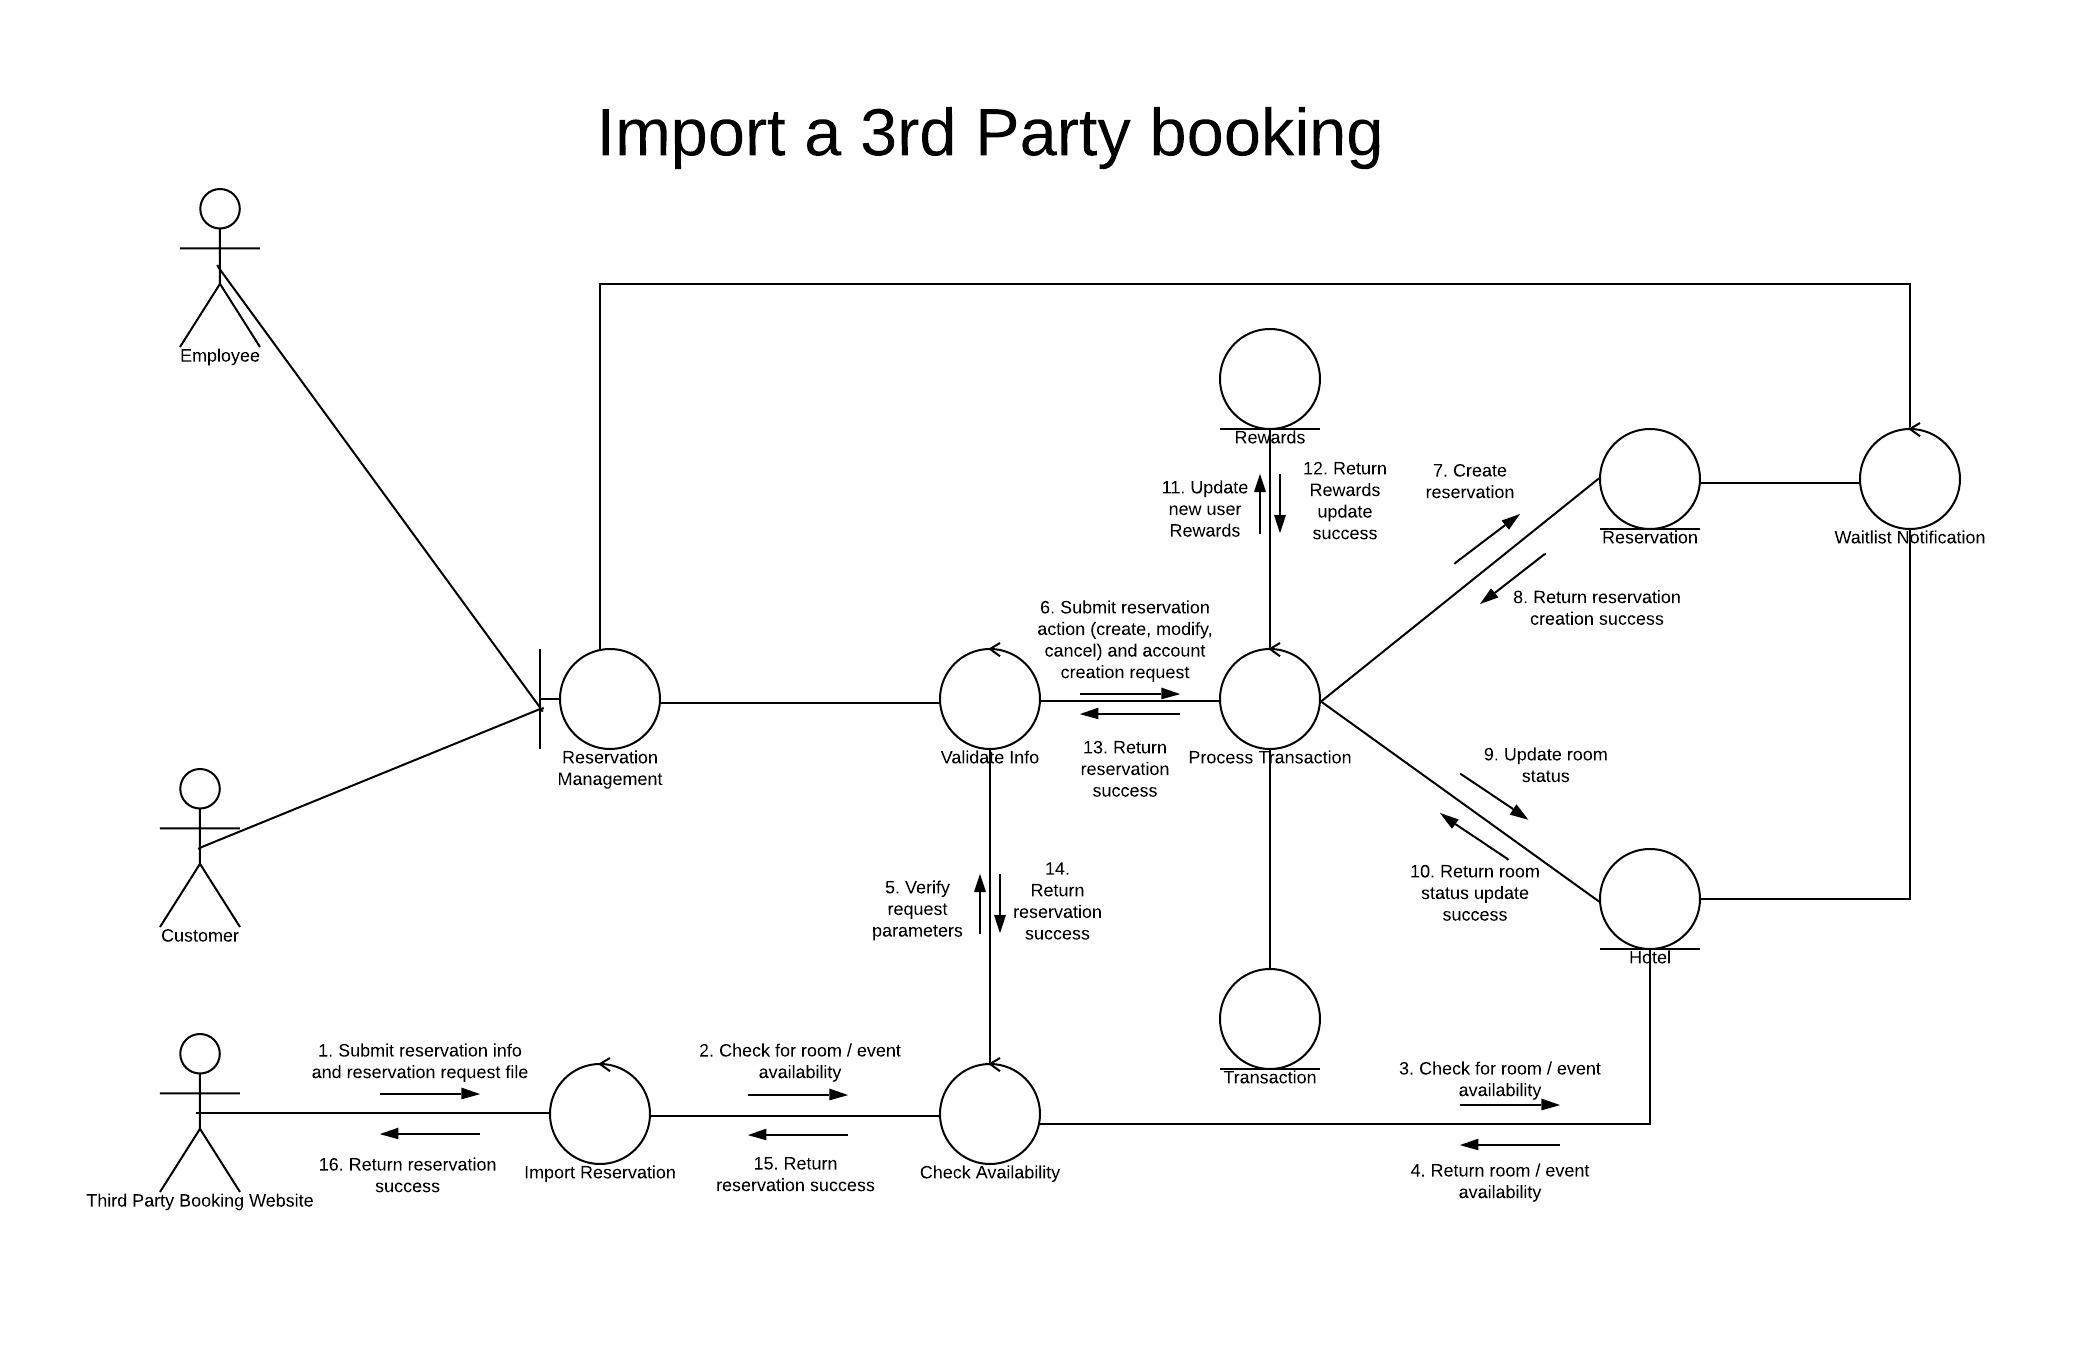 Import a 3rd Party booking
Employee
Rewards
11. Update
new user
Rewards
12. Return
Rewards
update
success
7. Create
reservation
Reservation
Waitlist Notification
8. Return reservation
creation success
6. Submit reservation
action (create, modify,
cancel) and account
creation request
Reservation
Management
Validate Info
13. Return
reservation
success
Process Transaction
9. Update room
status
10. Return room
status update
success
Customer
5. Verify
request
parameters
14.
Return
reservation
success
Hotel
1. Submit reservation info
and reservation request file
2. Check for room / event
availability
Transaction
3. Check for room / event
availability
16. Return reservation
success
Import Reservation
15. Return
reservation success
Check Availability
4. Return room / event
availability
Third Party Booking Website